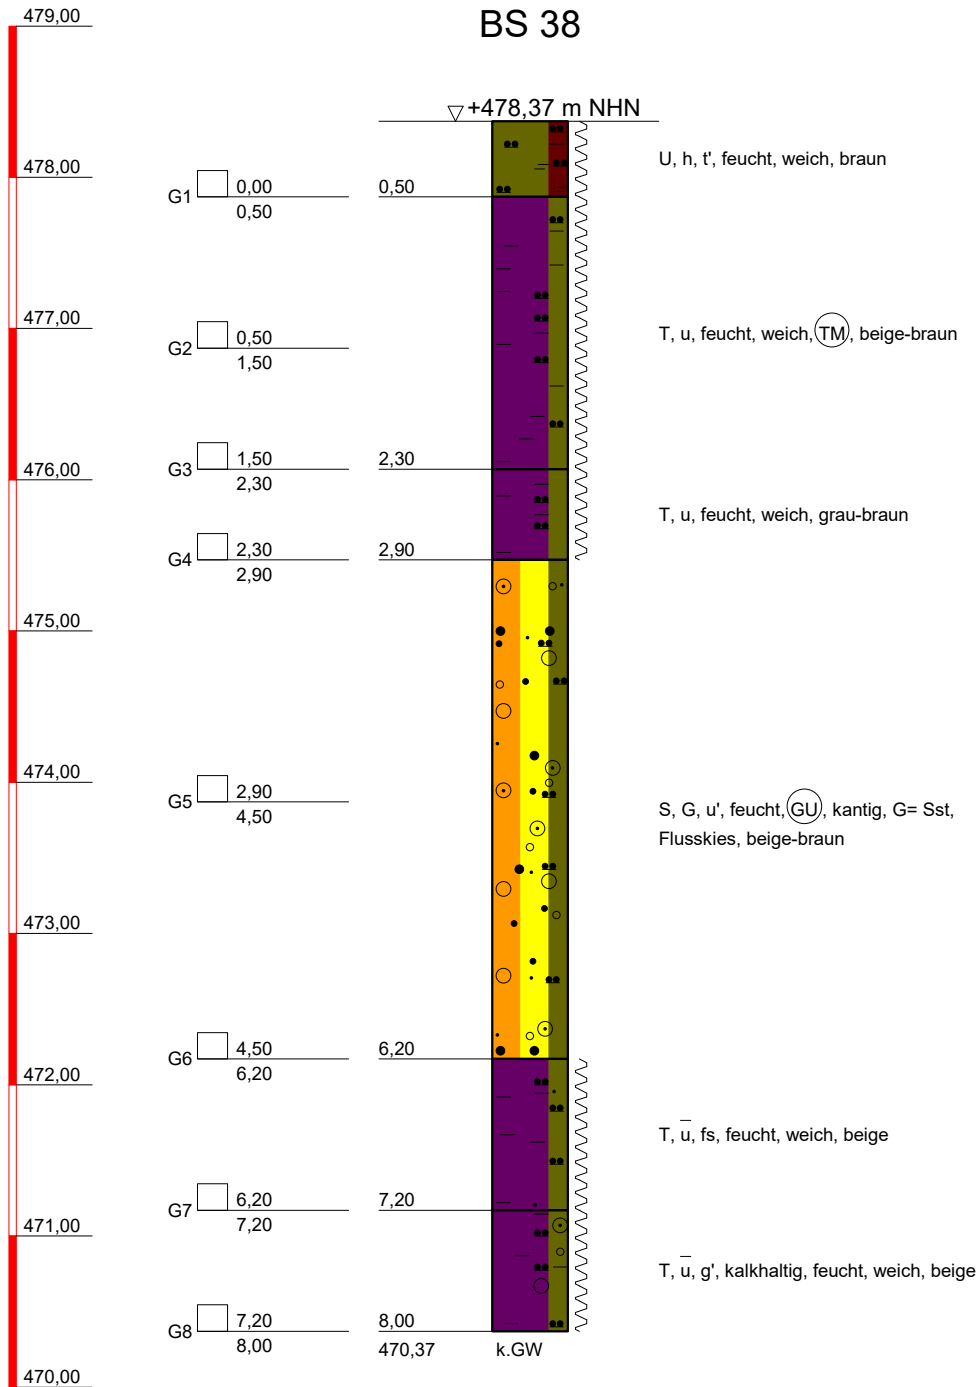 BS 38
479,00
+478,37 m NHN
U, h, t', feucht, weich, braun
478,00
G1 0,00 0,50
0,50
477,00
T, u, feucht, weich, TM, beige-braun
G2 0,50
1,50
G3 1,50 2,30
2,30
476,00
T, u, feucht, weich, grau-braun
G4 2,30 2,90
2,90
475,00
474,00
G5 2,90
4,50
S, G, u', feucht, GU, kantig, G= Sst,
Flusskies, beige-braun
473,00
G6 4,50 6,20
6,20
472,00
T, u̅, fs, feucht, weich, beige
G7 6,20 7,20
7,20
471,00
T, u̅, g', kalkhaltig, feucht, weich, beige
G8 7,20 8,00
8,00 470,37 k.GW
470,00